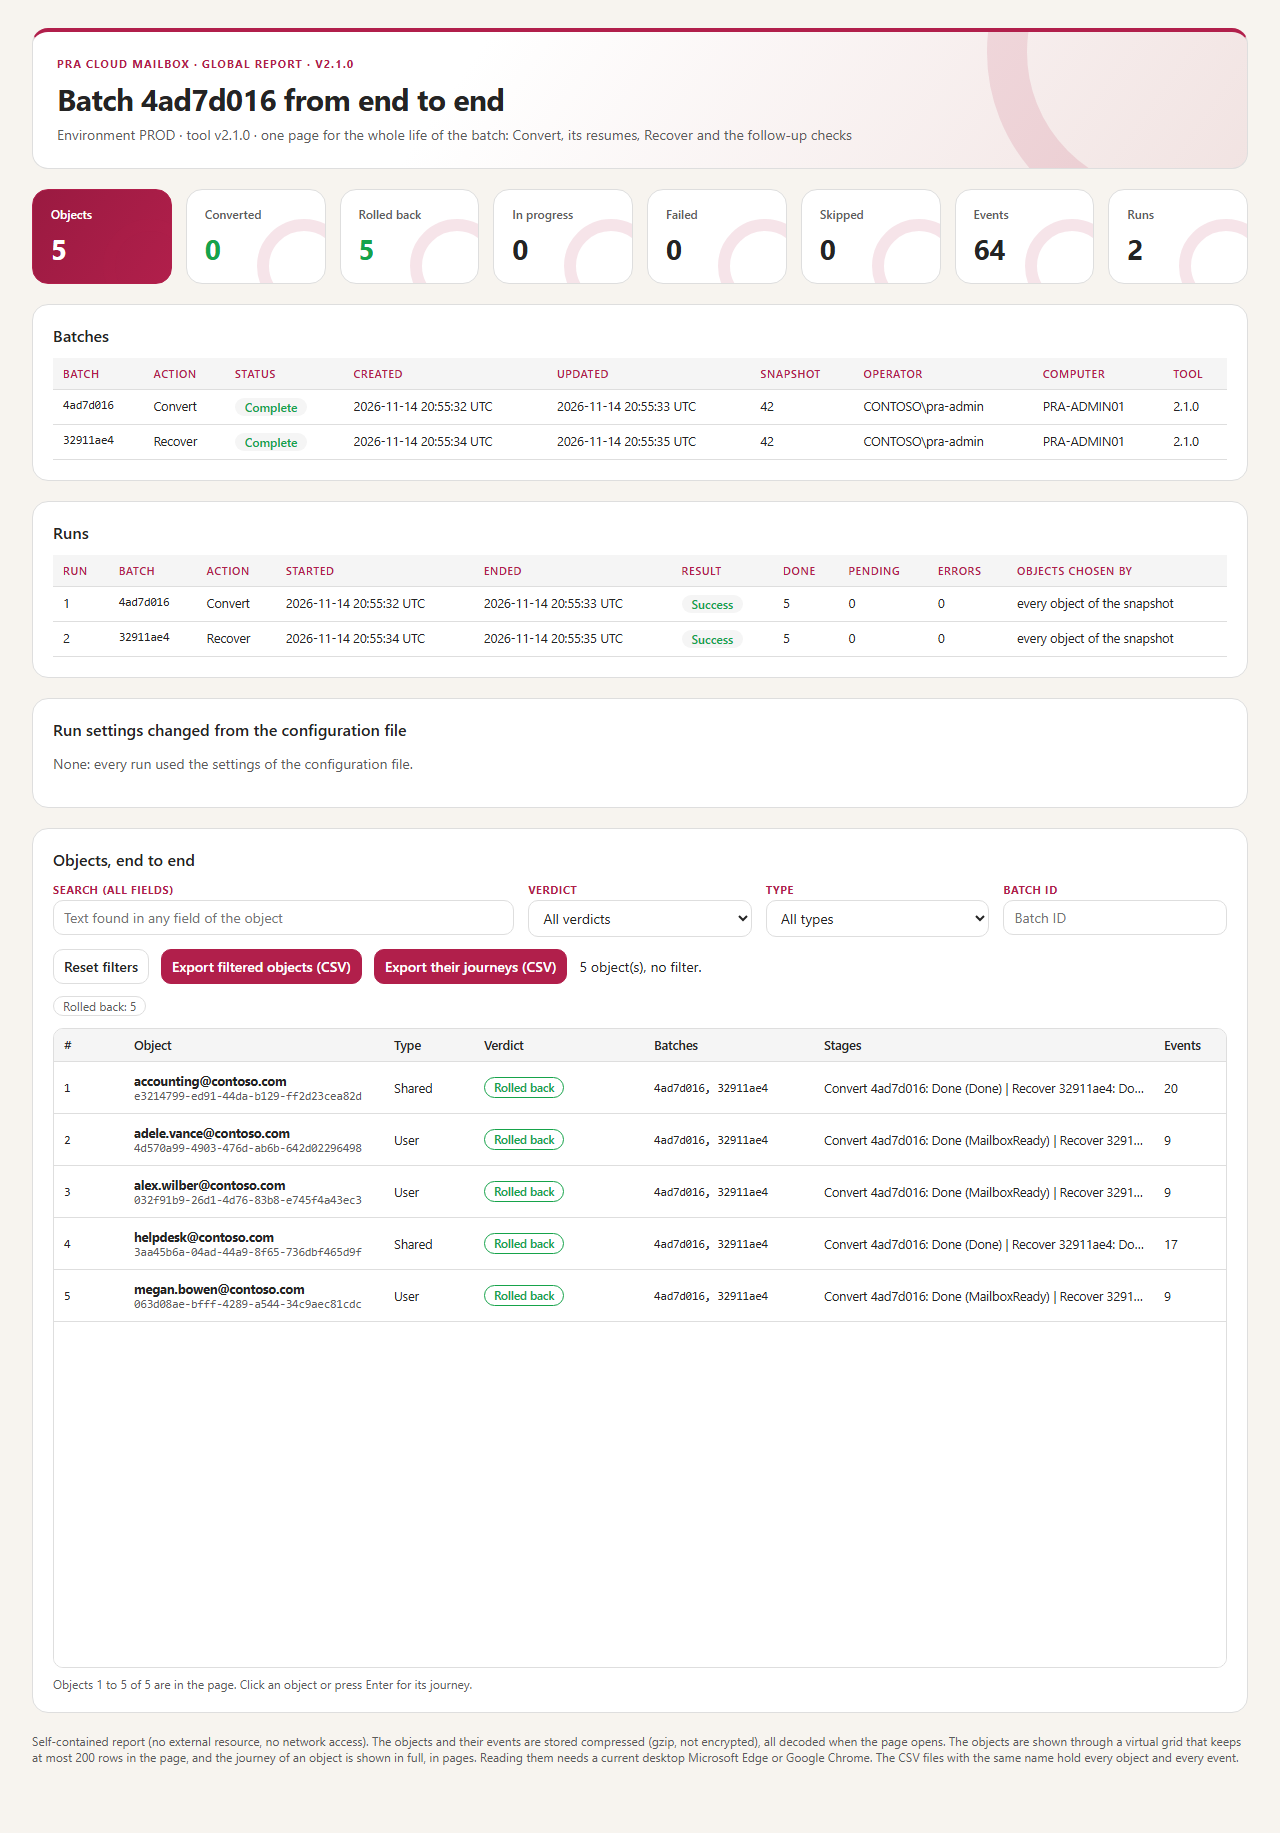 PRA CLOUD MAILBOX · GLOBAL REPORT · V2.1.0
Batch 4ad7d016 from end to end
Environment PROD · tool v2.1.0 · one page for the whole life of the batch: Convert, its resumes, Recover and the follow-up checks
Objects Converted Rolled back In progress Failed Skipped Events Runs
5 0 5 0 0 0 64 2
Batches
BATCH ACTION STATUS CREATED UPDATED SNAPSHOT OPERATOR COMPUTER TOOL
4ad7d016 Convert Complete 2026-11-14 20:55:32 UTC 2026-11-14 20:55:33 UTC 42 CONTOSO\pra-admin PRA-ADMIN01 2.1.0
32911ae4 Recover Complete 2026-11-14 20:55:34 UTC 2026-11-14 20:55:35 UTC 42 CONTOSO\pra-admin PRA-ADMIN01 2.1.0
Runs
RUN BATCH ACTION STARTED ENDED RESULT DONE PENDING ERRORS OBJECTS CHOSEN BY
1 4ad7d016 Convert 2026-11-14 20:55:32 UTC 2026-11-14 20:55:33 UTC Success 5 0 0 every object of the snapshot
2 32911ae4 Recover 2026-11-14 20:55:34 UTC 2026-11-14 20:55:35 UTC Success 5 0 0 every object of the snapshot
Run settings changed from the configuration file
None: every run used the settings of the configuration file.
Objects, end to end
SEARCH (ALL FIELDS) VERDICT TYPE BATCH ID
Text found in any field of the object All verdicts All types Batch ID
Reset filters Export filtered objects (CSV) Export their journeys (CSV) 5 object(s), no filter.
Rolled back: 5
# Object Type Verdict Batches Stages Events
1 accounting@contoso.com Shared Rolled back 4ad7d016, 32911ae4 Convert 4ad7d016: Done (Done) | Recover 32911ae4: Do... 20
e3214799-ed91-44da-b129-ff2d23cea82d
2 adele.vance@contoso.com User Rolled back 4ad7d016, 32911ae4 Convert 4ad7d016: Done (MailboxReady) | Recover 3291... 9
4d570a99-4903-476d-ab6b-642d02296498
3 alex.wilber@contoso.com User Rolled back 4ad7d016, 32911ae4 Convert 4ad7d016: Done (MailboxReady) | Recover 3291... 9
032f91b9-26d1-4d76-83b8-e745f4a43ec3
4 helpdesk@contoso.com Shared Rolled back 4ad7d016, 32911ae4 Convert 4ad7d016: Done (Done) | Recover 32911ae4: Do... 17
3aa45b6a-04ad-44a9-8f65-736dbf465d9f
5 megan.bowen@contoso.com User Rolled back 4ad7d016, 32911ae4 Convert 4ad7d016: Done (MailboxReady) | Recover 3291... 9
063d08ae-bfff-4289-a544-34c9aec81cdc
Objects 1 to 5 of 5 are in the page. Click an object or press Enter for its journey.
Self-contained report (no external resource, no network access). The objects and their events are stored compressed (gzip, not encrypted), all decoded when the page opens. The objects are shown through a virtual grid that keeps
at most 200 rows in the page, and the journey of an object is shown in full, in pages. Reading them needs a current desktop Microsoft Edge or Google Chrome. The CSV files with the same name hold every object and every event.